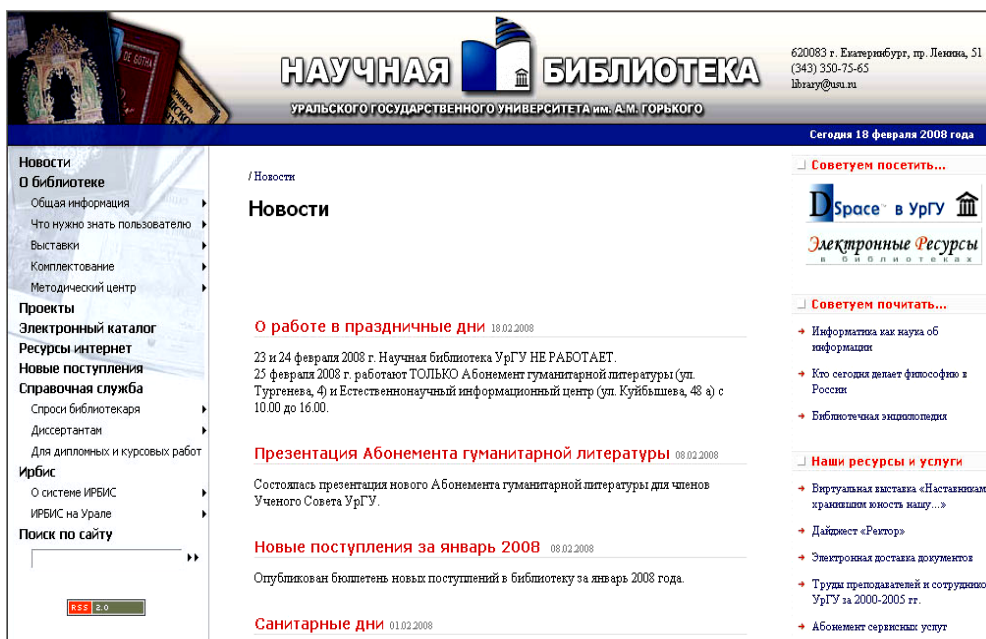 НАУЧНАЯ БИБЛИОТЕКА
УРАЛЬСКОГО ГОСУДАРСТВЕННОГО УНИВЕРСИТЕТА им. А.М. ГОРЬКОГО
620083 г. Екатеринбург, пр. Ленина, 51
(343) 350-75-65
library@usu.ru
Сегодня 18 февраля 2008 года
Новости
О библиотеке
Общая информация
Что нужно знать пользователю
Выставки
Комплектование
Методический центр
Проекты
Электронный каталог
Ресурсы интернет
Новые поступления
Справочная служба
Спроси библиотекаря
Диссертантам
Для дипломных и курсовых работ
Ирбис
О системе ИРБИС
ИРБИС на Урале
Поиск по сайту
RSS 2.0
/ Новости
Новости
О работе в праздничные дни 18.02.2008
23 и 24 февраля 2008 г. Научная библиотека УрГУ НЕ РАБОТАЕТ.
25 февраля 2008 г. работают ТОЛЬКО Абонемент гуманитарной литературы (ул.
Тургенева, 4) и Естественнонаучный информационный центр (ул. Куйбышева, 48 а) с
10.00 до 16.00.
Презентация Абонемента гуманитарной литературы 08.02.2008
Состоялась презентация нового Абонемента гуманитарной литературы для членов
Ученого Совета УрГУ.
Новые поступления за январь 2008 08.02.2008
Опубликован бюллетень новых поступлений в библиотеку за январь 2008 года.
Санитарные дни 01.02.2008
Советуем посетить...
DSpace™ в УрГУ
Электронные Ресурсы
в библиотеках
Советуем почитать...
Информатика как наука об
информации
Кто сегодня делает философию в
России
Библиотечная энциклопедия
Наши ресурсы и услуги
Виртуальная выставка «Наставникам,
хранившим юность нашу...»
Дайджест «Ректор»
Электронная доставка документов
Труды преподавателей и сотруднико
УрГУ за 2000-2005 гг.
Абонемент сервисных услуг